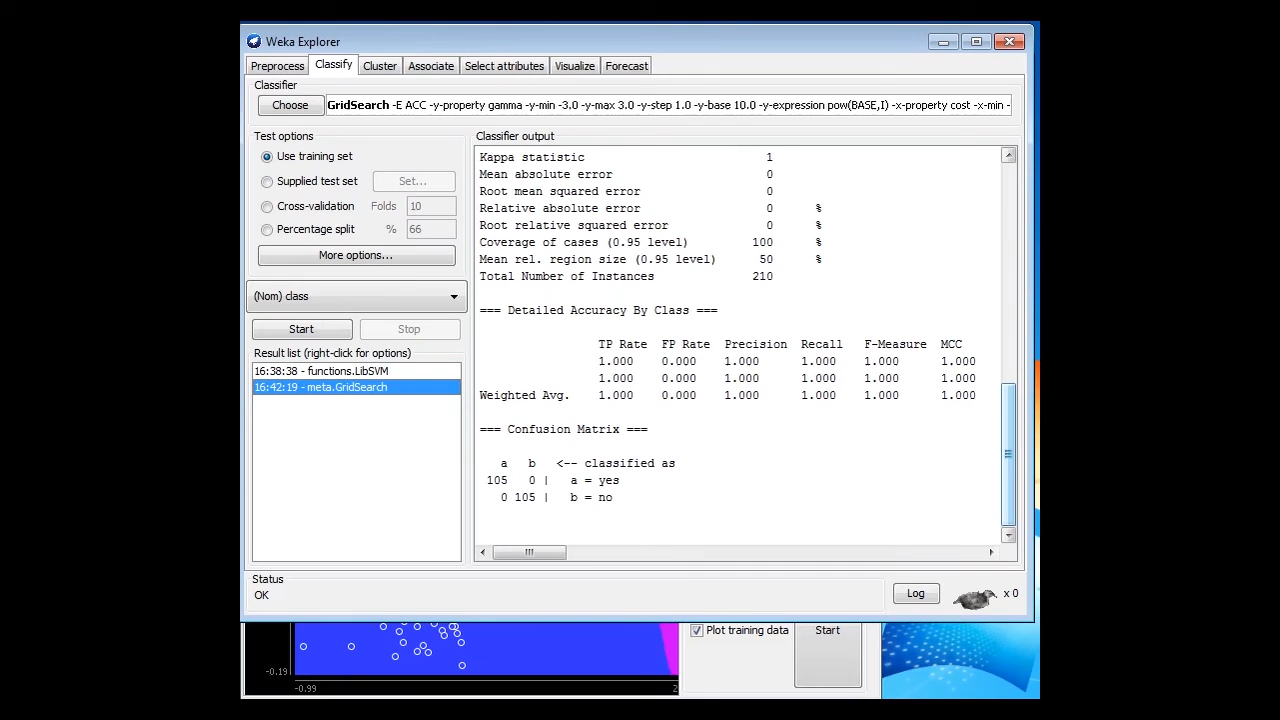 Weka Explorer
Preprocess Classify Cluster Associate Select attributes Visualize Forecast
Classifier
Choose GridSearch -E ACC -y-property gamma -y-min -3.0 -y-max 3.0 -y-step 1.0 -y-base 10.0 -y-expression pow(BASE,I) -x-property cost -x-min -
Test options
Use training set
Supplied test set Set...
Cross-validation Folds 10
Percentage split % 66
More options...
(Nom) class
Start Stop
Result list (right-click for options)
16:38:38 - functions.LibSVM
16:42:19 - meta.GridSearch
Classifier output
Kappa statistic 1
Mean absolute error 0
Root mean squared error 0
Relative absolute error 0 %
Root relative squared error 0 %
Coverage of cases (0.95 level) 100 %
Mean rel. region size (0.95 level) 50 %
Total Number of Instances 210
=== Detailed Accuracy By Class ===
TP Rate FP Rate Precision Recall F-Measure MCC
1.000 0.000 1.000 1.000 1.000 1.000
1.000 0.000 1.000 1.000 1.000 1.000
Weighted Avg. 1.000 0.000 1.000 1.000 1.000 1.000
=== Confusion Matrix ===
a b <-- classified as
105 0 | a = yes
0 105 | b = no
Status
OK
Log x 0
Plot training data Start
-0.19
-0.99 2